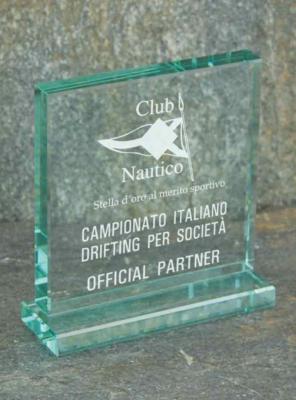 Club
Nautico
Stella d'oro al merito sportivo
CAMPIONATO ITALIANO
DRIFTING PER SOCIETÀ
OFFICIAL PARTNER